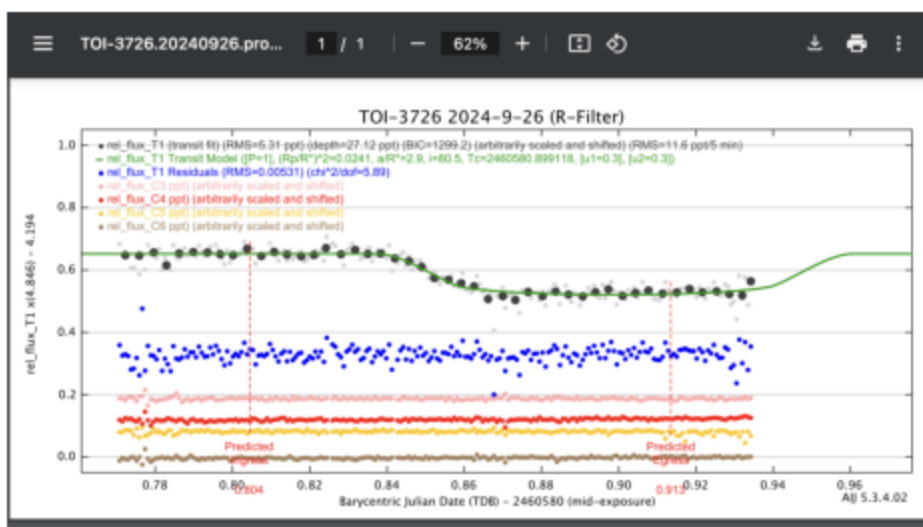 TOI-3726.20240926.pro... 1 / 1 62%
TOI-3726 2024-9-26 (R-Filter)
rel_flux_T1 (transit fit) (RMS=5.31 ppt) (depth=27.12 ppt) (BIC=1299.2) (arbitrarily scaled and shifted) (RMS=11.6 ppt/5 min)
rel_flux_T1 Transit Model ([P=1], (Rp/R*)^2=0.0241, a/R*=2.9, i=80.5, Tc=2460580.899118, [u1=0.3], [u2=0.3])
rel_flux_T1 Residuals (RMS=0.00531) (chi^2/dof=5.89)
rel_flux_C3 ppt) (arbitrarily scaled and shifted)
rel_flux_C4 ppt) (arbitrarily scaled and shifted)
rel_flux_C5 ppt) (arbitrarily scaled and shifted)
rel_flux_C6 ppt) (arbitrarily scaled and shifted)
rel_flux_T1 x(4.846) - 4.194
1.0
0.8
0.6
0.4
0.2
0.0
Predicted Predicted
Egress
0.78 0.80 0.82 0.84 0.86 0.88 0.90 0.92 0.94 0.96
0.804 0.913
Barycentric Julian Date (TDB) - 2460580 (mid-exposure)
AIJ 5.3.4.02